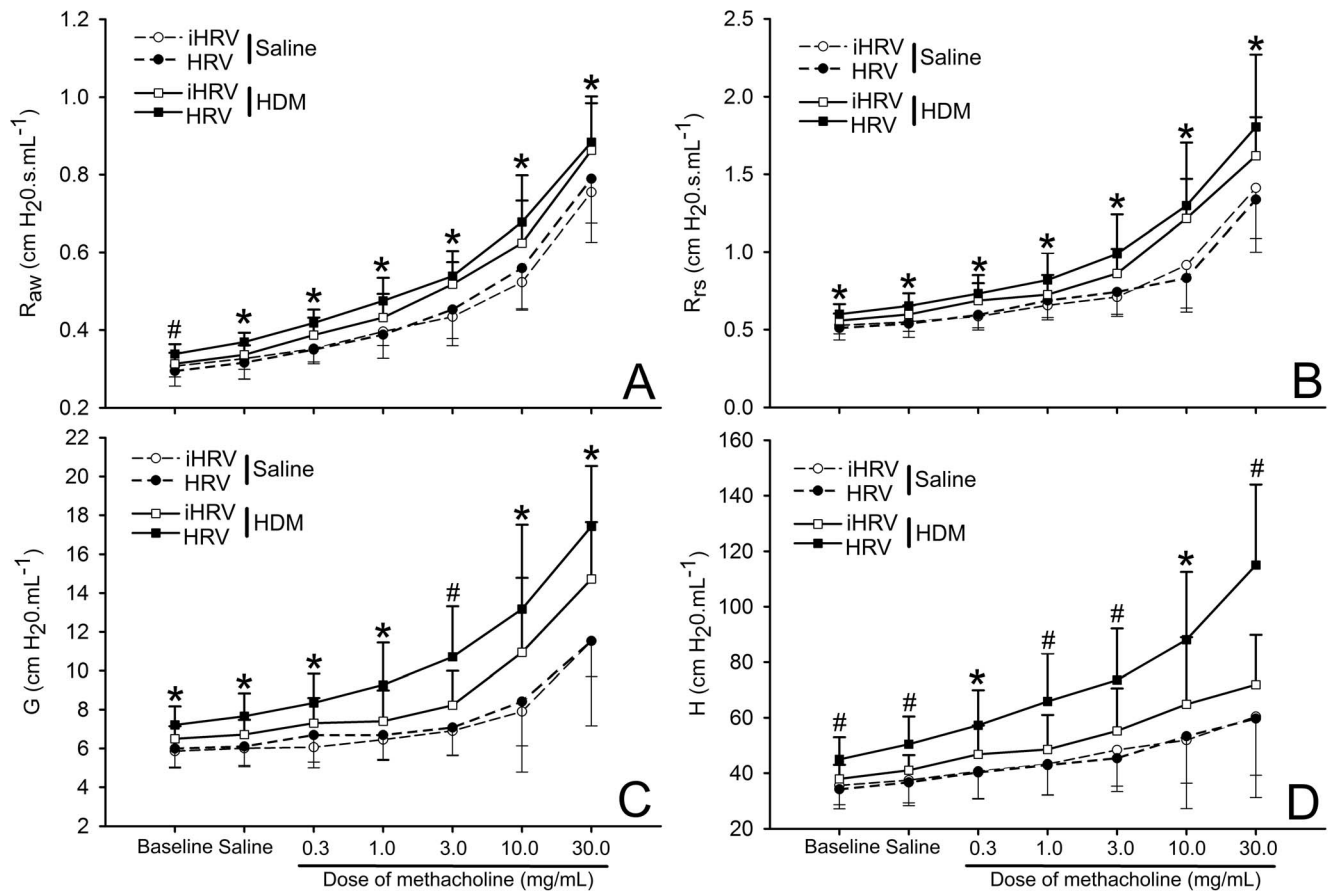 1.2
1.0
0.8
0.6
0.4
0.2
Raw (cm H20.s.mL-1)
iHRV
HRV
Saline
iHRV
HRV
HDM
#
*
*
*
*
*
*
A
2.5
2.0
1.5
1.0
0.5
0.0
Rrs (cm H20.s.mL-1)
iHRV
HRV
Saline
iHRV
HRV
HDM
*
*
*
*
*
*
*
B
22
20
18
16
14
12
10
8
6
4
2
G (cm H20.mL-1)
iHRV
HRV
Saline
iHRV
HRV
HDM
*
*
*
*
#
*
*
C
Baseline Saline 0.3 1.0 3.0 10.0 30.0
Dose of methacholine (mg/mL)
160
140
120
100
80
60
40
20
H (cm H20.mL-1)
iHRV
HRV
Saline
iHRV
HRV
HDM
#
#
*
#
#
*
#
D
Baseline Saline 0.3 1.0 3.0 10.0 30.0
Dose of methacholine (mg/mL)